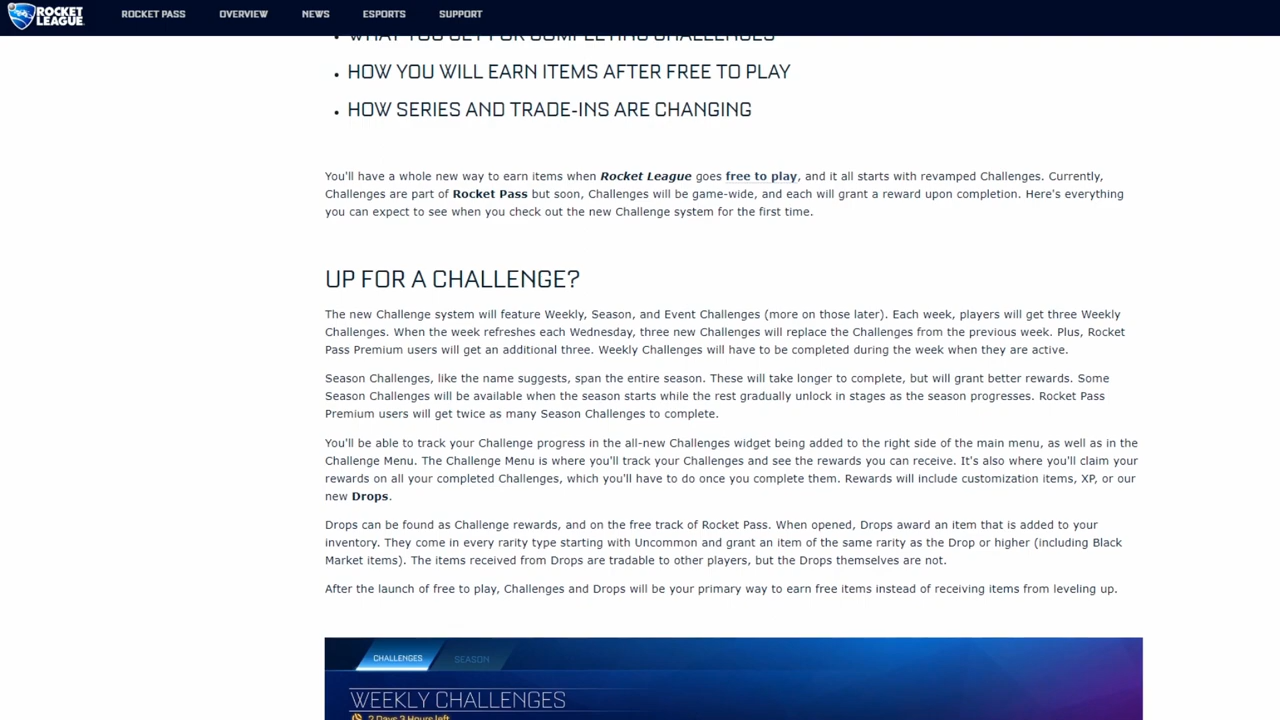 ROCKET LEAGUE
ROCKET PASS OVERVIEW NEWS ESPORTS SUPPORT
• WHAT YOU GET FOR COMPLETING CHALLENGES
• HOW YOU WILL EARN ITEMS AFTER FREE TO PLAY
• HOW SERIES AND TRADE-INS ARE CHANGING
You'll have a whole new way to earn items when Rocket League goes free to play, and it all starts with revamped Challenges. Currently,
Challenges are part of Rocket Pass but soon, Challenges will be game-wide, and each will grant a reward upon completion. Here's everything
you can expect to see when you check out the new Challenge system for the first time.
UP FOR A CHALLENGE?
The new Challenge system will feature Weekly, Season, and Event Challenges (more on those later). Each week, players will get three Weekly
Challenges. When the week refreshes each Wednesday, three new Challenges will replace the Challenges from the previous week. Plus, Rocket
Pass Premium users will get an additional three. Weekly Challenges will have to be completed during the week when they are active.
Season Challenges, like the name suggests, span the entire season. These will take longer to complete, but will grant better rewards. Some
Season Challenges will be available when the season starts while the rest gradually unlock in stages as the season progresses. Rocket Pass
Premium users will get twice as many Season Challenges to complete.
You'll be able to track your Challenge progress in the all-new Challenges widget being added to the right side of the main menu, as well as in the
Challenge Menu. The Challenge Menu is where you'll track your Challenges and see the rewards you can receive. It's also where you'll claim your
rewards on all your completed Challenges, which you'll have to do once you complete them. Rewards will include customization items, XP, or our
new Drops.
Drops can be found as Challenge rewards, and on the free track of Rocket Pass. When opened, Drops award an item that is added to your
inventory. They come in every rarity type starting with Uncommon and grant an item of the same rarity as the Drop or higher (including Black
Market items). The items received from Drops are tradable to other players, but the Drops themselves are not.
After the launch of free to play, Challenges and Drops will be your primary way to earn free items instead of receiving items from leveling up.
CHALLENGES SEASON
WEEKLY CHALLENGES
2 Days 3 Hours left